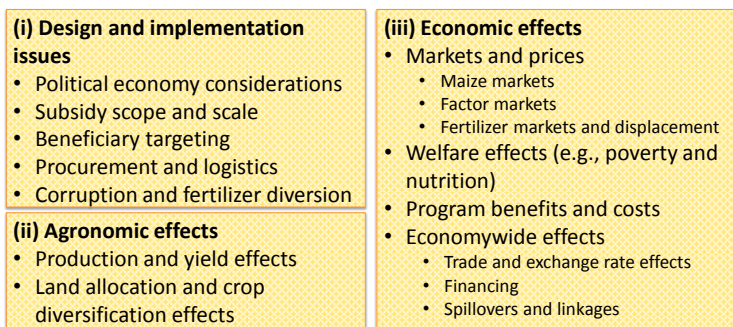 (i) Design and implementation
issues
• Political economy considerations
• Subsidy scope and scale
• Beneficiary targeting
• Procurement and logistics
• Corruption and fertilizer diversion
(ii) Agronomic effects
• Production and yield effects
• Land allocation and crop
diversification effects
(iii) Economic effects
• Markets and prices
• Maize markets
• Factor markets
• Fertilizer markets and displacement
• Welfare effects (e.g., poverty and
nutrition)
• Program benefits and costs
• Economywide effects
• Trade and exchange rate effects
• Financing
• Spillovers and linkages